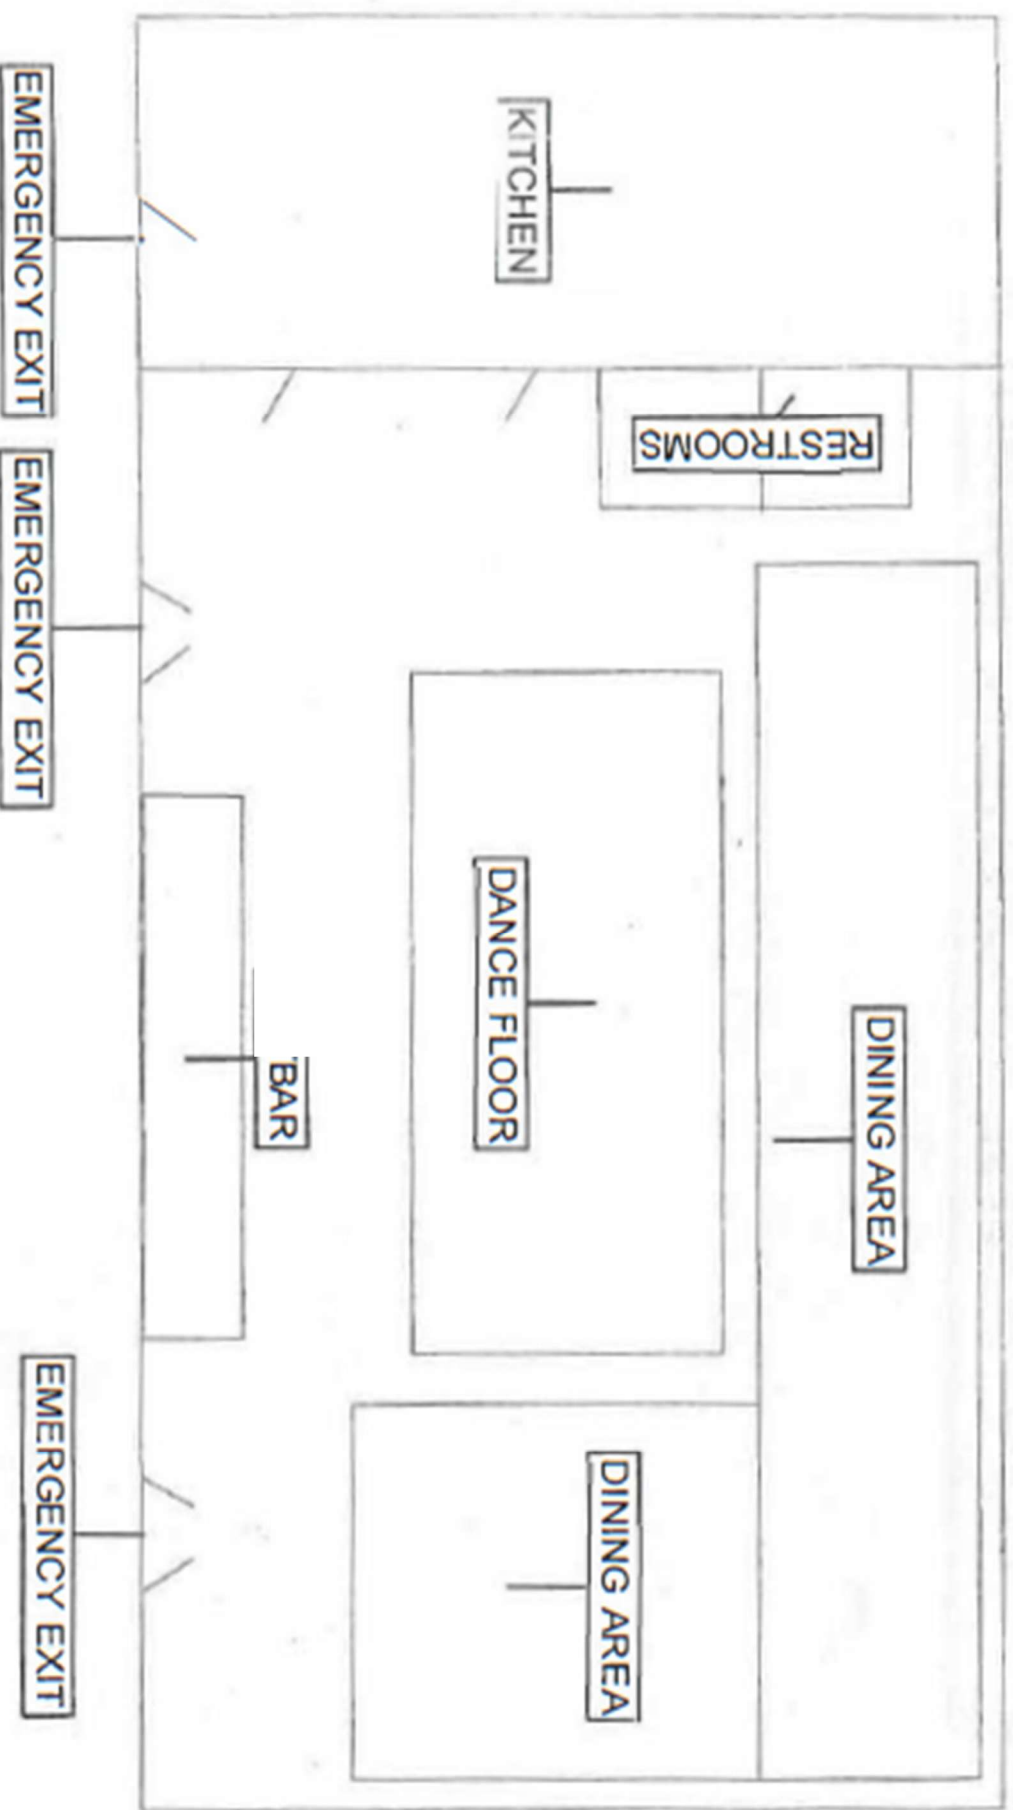 KITCHEN
RESTROOMS
DINING AREA
DANCE FLOOR
DINING AREA
BAR
EMERGENCY EXIT
EMERGENCY EXIT
EMERGENCY EXIT